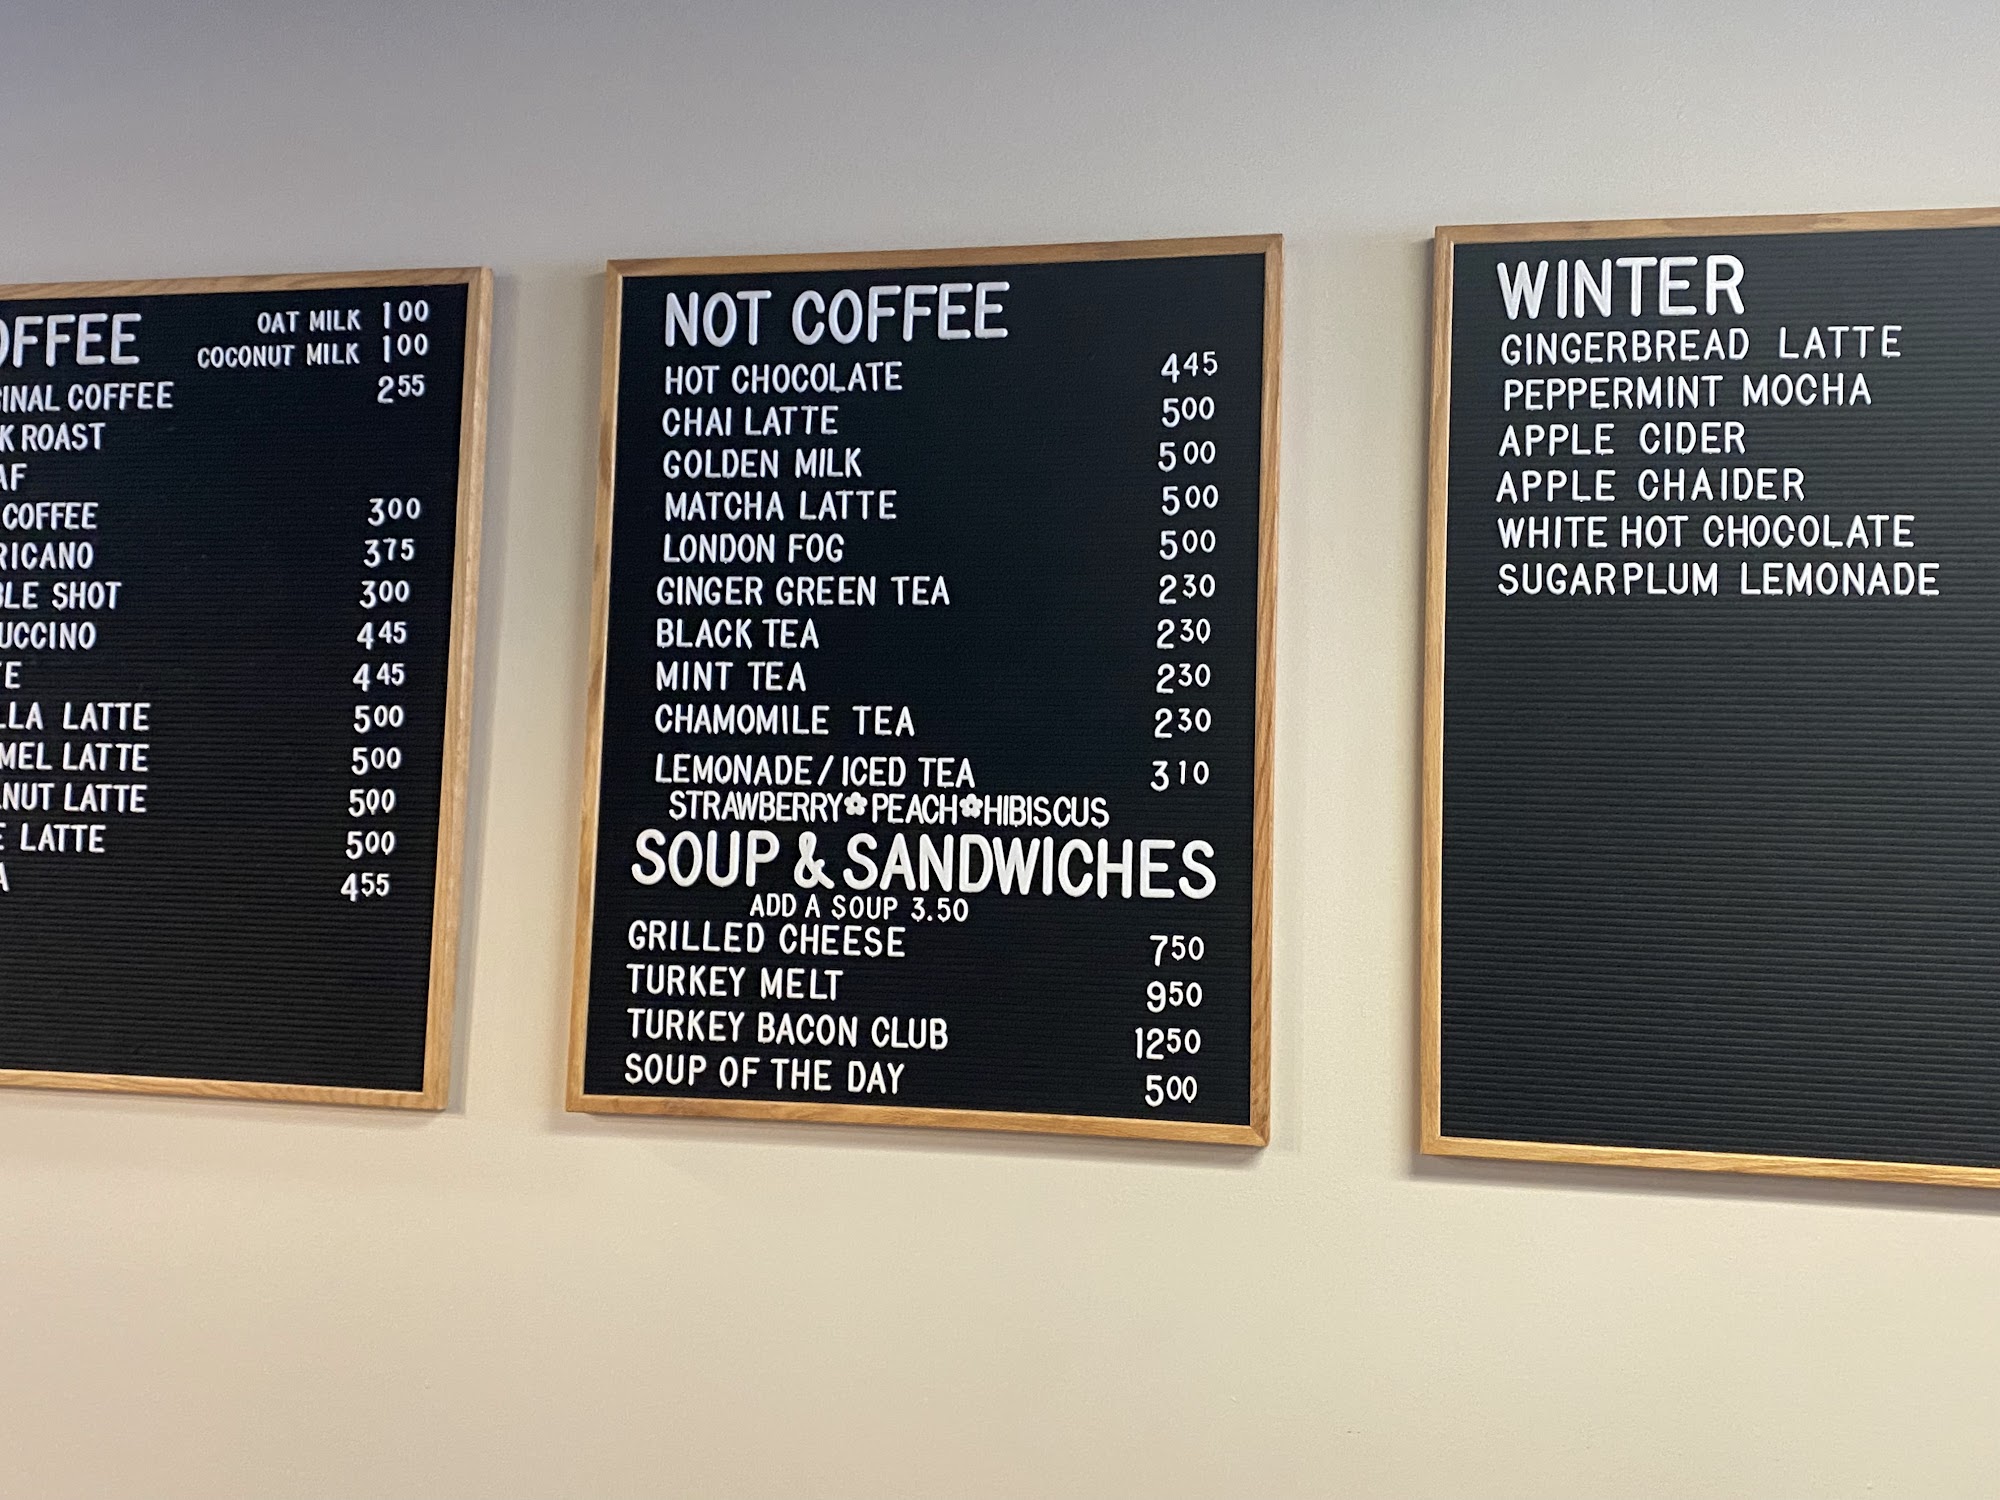 OFFEE
OAT MILK 100
COCONUT MILK 100
INAL COFFEE 255
K ROAST
AF
COFFEE 300
RICANO 375
BLE SHOT 300
UCCINO 445
TE 445
LLA LATTE 500
MEL LATTE 500
NUT LATTE 500
E LATTE 500
A 455
NOT COFFEE
HOT CHOCOLATE 445
CHAI LATTE 500
GOLDEN MILK 500
MATCHA LATTE 500
LONDON FOG 500
GINGER GREEN TEA 230
BLACK TEA 230
MINT TEA 230
CHAMOMILE TEA 230
LEMONADE/ICED TEA 310
STRAWBERRY✿PEACH✿HIBISCUS
SOUP & SANDWICHES
ADD A SOUP 3.50
GRILLED CHEESE 750
TURKEY MELT 950
TURKEY BACON CLUB 1250
SOUP OF THE DAY 500
WINTER
GINGERBREAD LATTE
PEPPERMINT MOCHA
APPLE CIDER
APPLE CHAIDER
WHITE HOT CHOCOLATE
SUGARPLUM LEMONADE